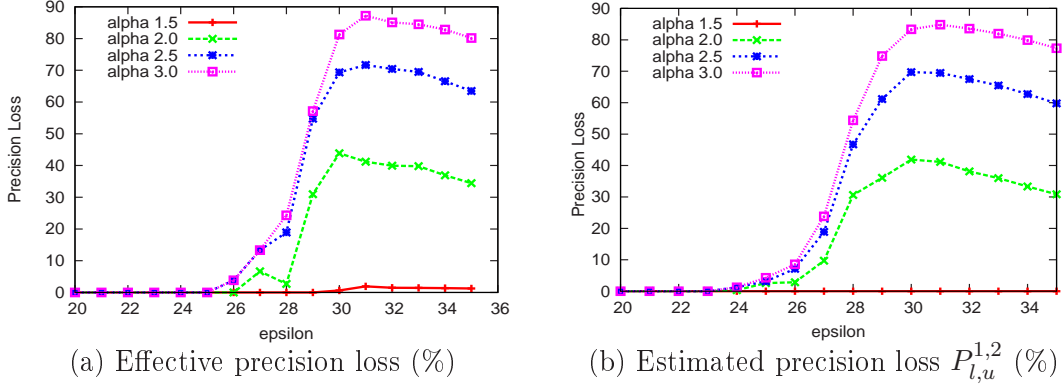 90
80
70
60
50
40
30
20
10
0
Precision Loss
alpha 1.5
alpha 2.0
alpha 2.5
alpha 3.0
20 22 24 26 28 30 32 34 36
epsilon
(a) Effective precision loss (%)
90
80
70
60
50
40
30
20
10
0
Precision Loss
alpha 1.5
alpha 2.0
alpha 2.5
alpha 3.0
20 22 24 26 28 30 32 34
epsilon
(b) Estimated precision loss $P_{l,u}^{1,2}$ (%)